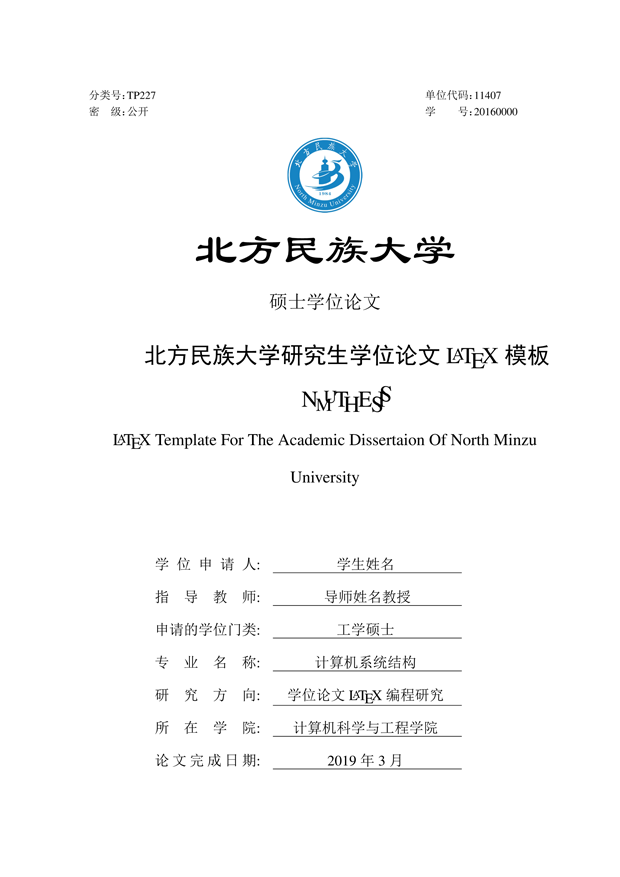 分类号:TP227 单位代码:11407
密 级:公开 学 号:20160000
北方民族大学
North Minzu University
1984
北方民族大学
硕士学位论文
北方民族大学研究生学位论文 LATEX 模板
NMUTHESIS
LATEX Template For The Academic Dissertaion Of North Minzu
University
学 位 申 请 人: 学生姓名
指 导 教 师: 导师姓名教授
申请的学位门类: 工学硕士
专 业 名 称: 计算机系统结构
研 究 方 向: 学位论文 LATEX 编程研究
所 在 学 院: 计算机科学与工程学院
论文完成日期: 2019 年 3 月